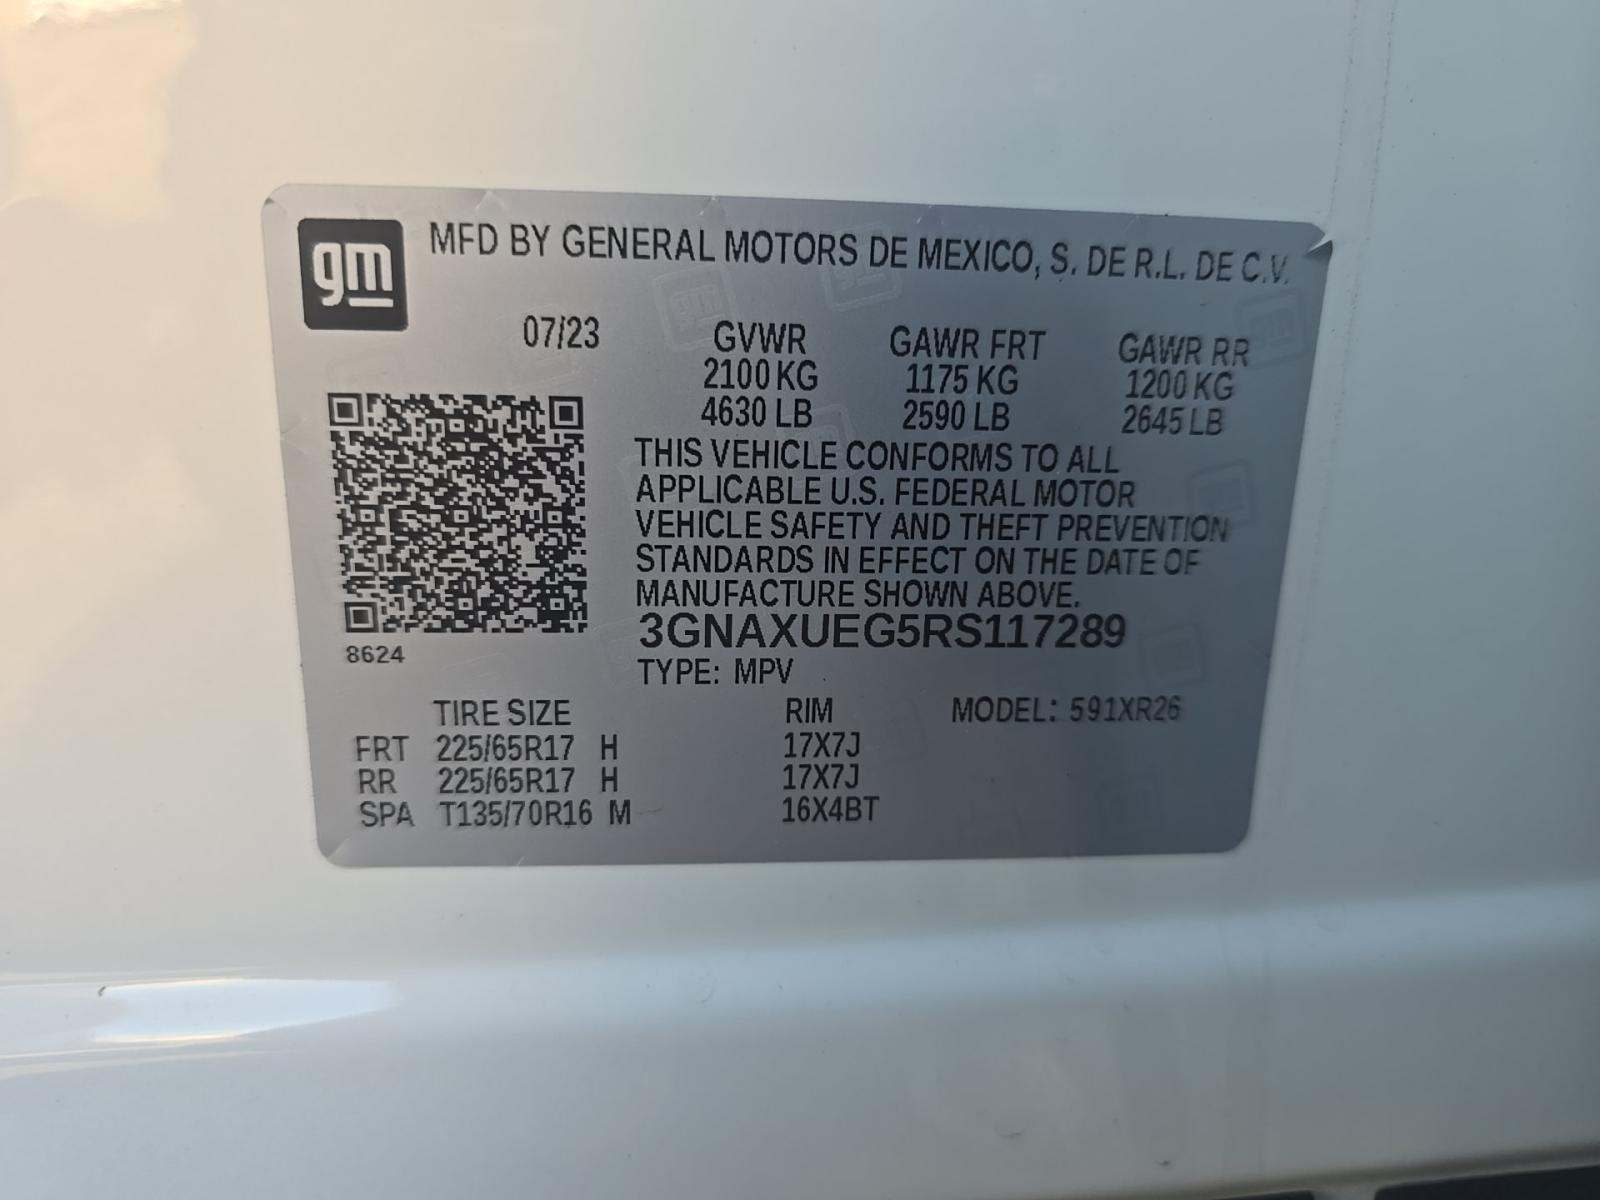 gm
MFD BY GENERAL MOTORS DE MEXICO, S. DE R.L. DE C.V.
07/23 GVWR GAWR FRT GAWR RR
2100 KG 1175 KG 1200 KG
4630 LB 2590 LB 2645 LB
THIS VEHICLE CONFORMS TO ALL
APPLICABLE U.S. FEDERAL MOTOR
VEHICLE SAFETY AND THEFT PREVENTION
STANDARDS IN EFFECT ON THE DATE OF
MANUFACTURE SHOWN ABOVE.
3GNAXUEG5RS117289
8624
TYPE: MPV
TIRE SIZE RIM MODEL: 591XR26
FRT 225/65R17 H 17X7J
RR 225/65R17 H 17X7J
SPA T135/70R16 M 16X4BT